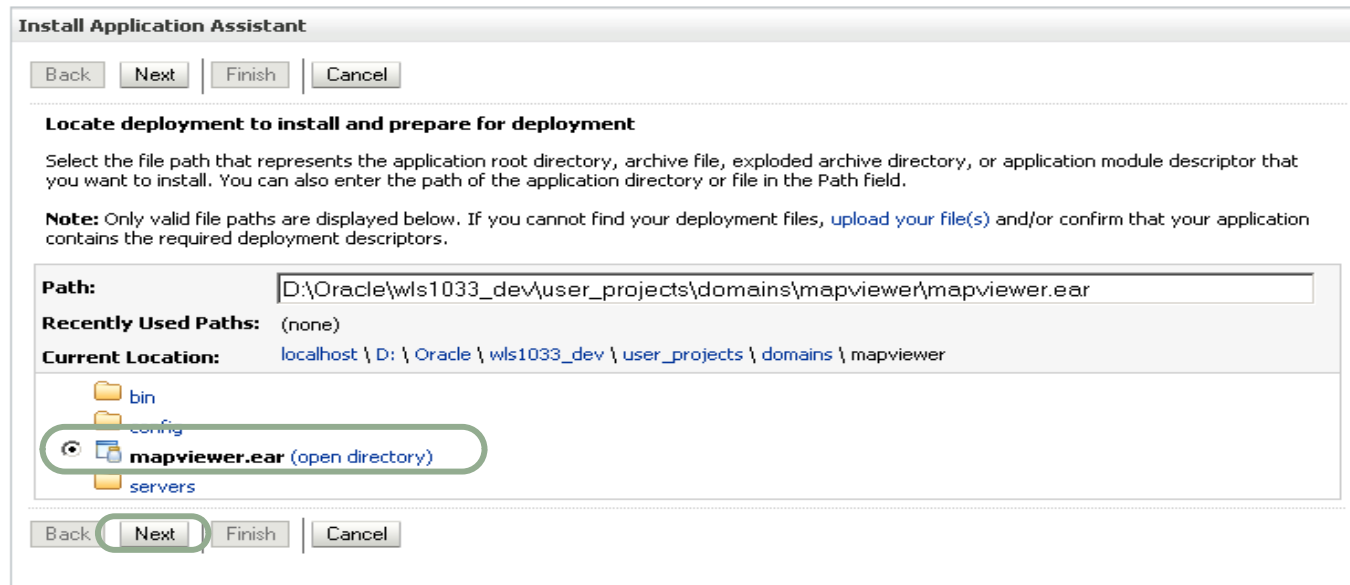 Install Application Assistant
Back Next Finish Cancel
Locate deployment to install and prepare for deployment
Select the file path that represents the application root directory, archive file, exploded archive directory, or application module descriptor that
you want to install. You can also enter the path of the application directory or file in the Path field.
Note: Only valid file paths are displayed below. If you cannot find your deployment files, upload your file(s) and/or confirm that your application
contains the required deployment descriptors.
Path: D:\Oracle\wls1033_dev\user_projects\domains\mapviewer\mapviewer.ear
Recently Used Paths: (none)
Current Location: localhost \ D: \ Oracle \ wls1033_dev \ user_projects \ domains \ mapviewer
bin
config
mapviewer.ear (open directory)
servers
Back Next Finish Cancel